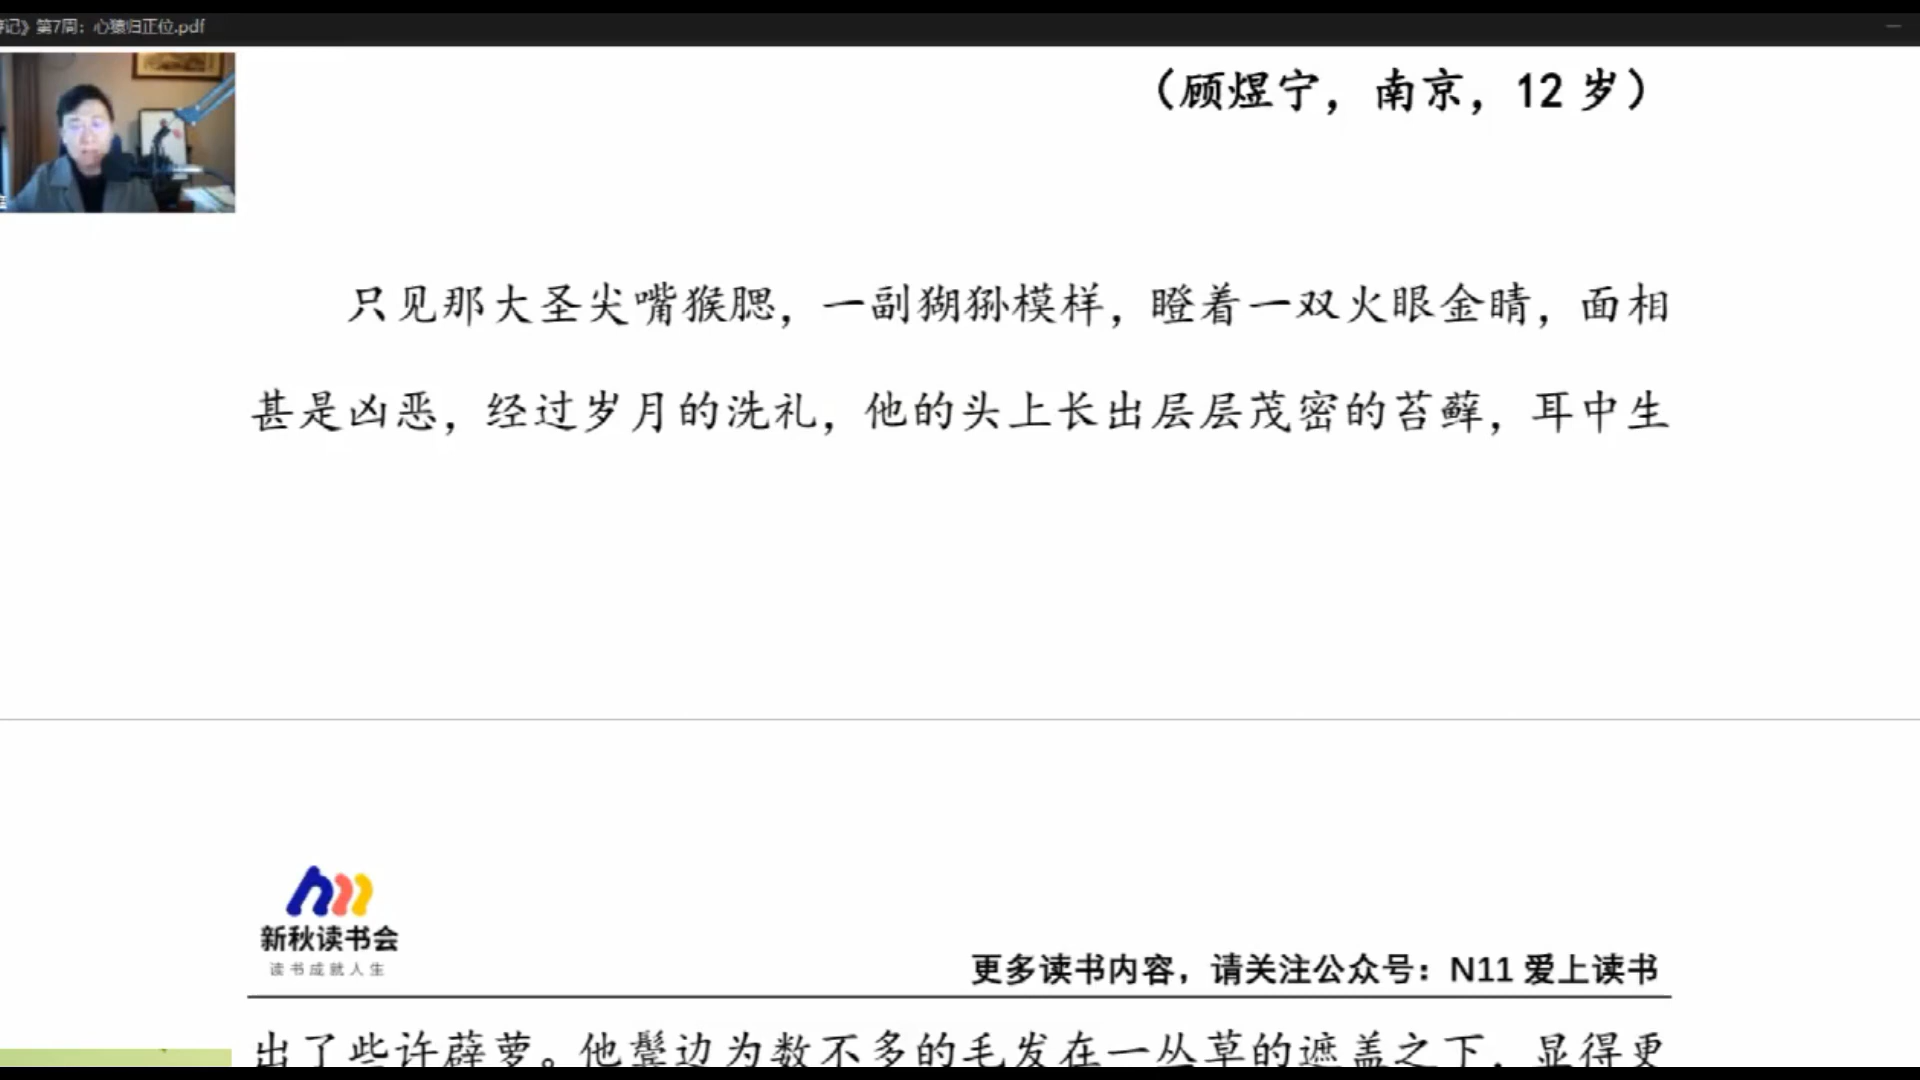 记》第7周：心猿归正位.pdf
（顾煜宁，南京，12 岁）
只见那大圣尖嘴猴腮，一副猢狲模样，瞪着一双火眼金睛，面相
甚是凶恶，经过岁月的洗礼，他的头上长出层层茂密的苔藓，耳中生
新秋读书会
读书成就人生
更多读书内容，请关注公众号：N11 爱上读书
出了些许薜萝。他鬓边为数不多的毛发在一丛草的遮盖之下，显得更